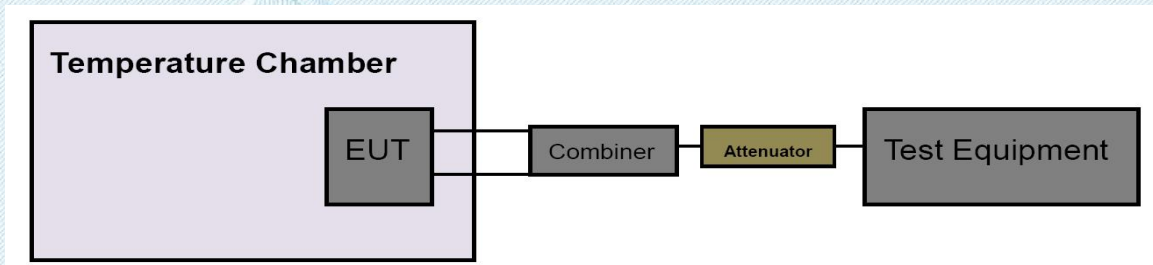 Temperature Chamber
EUT
Combiner
Attenuator
Test Equipment